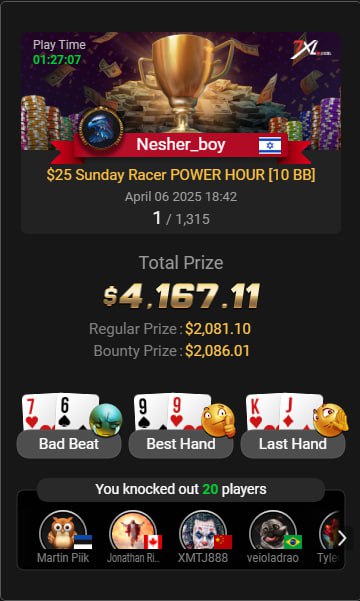 Play Time
01:27:07
7XL.com
Nesher_boy
$25 Sunday Racer POWER HOUR [10 BB]
April 06 2025 18:42
1 / 1,315
Total Prize
$4,167.11
Regular Prize : $2,081.10
Bounty Prize : $2,086.01
7 6 9 9 K J
Bad Beat Best Hand Last Hand
You knocked out 20 players
Martin Piik Jonathan Ri... XMTJ888 veioladrao Tyle